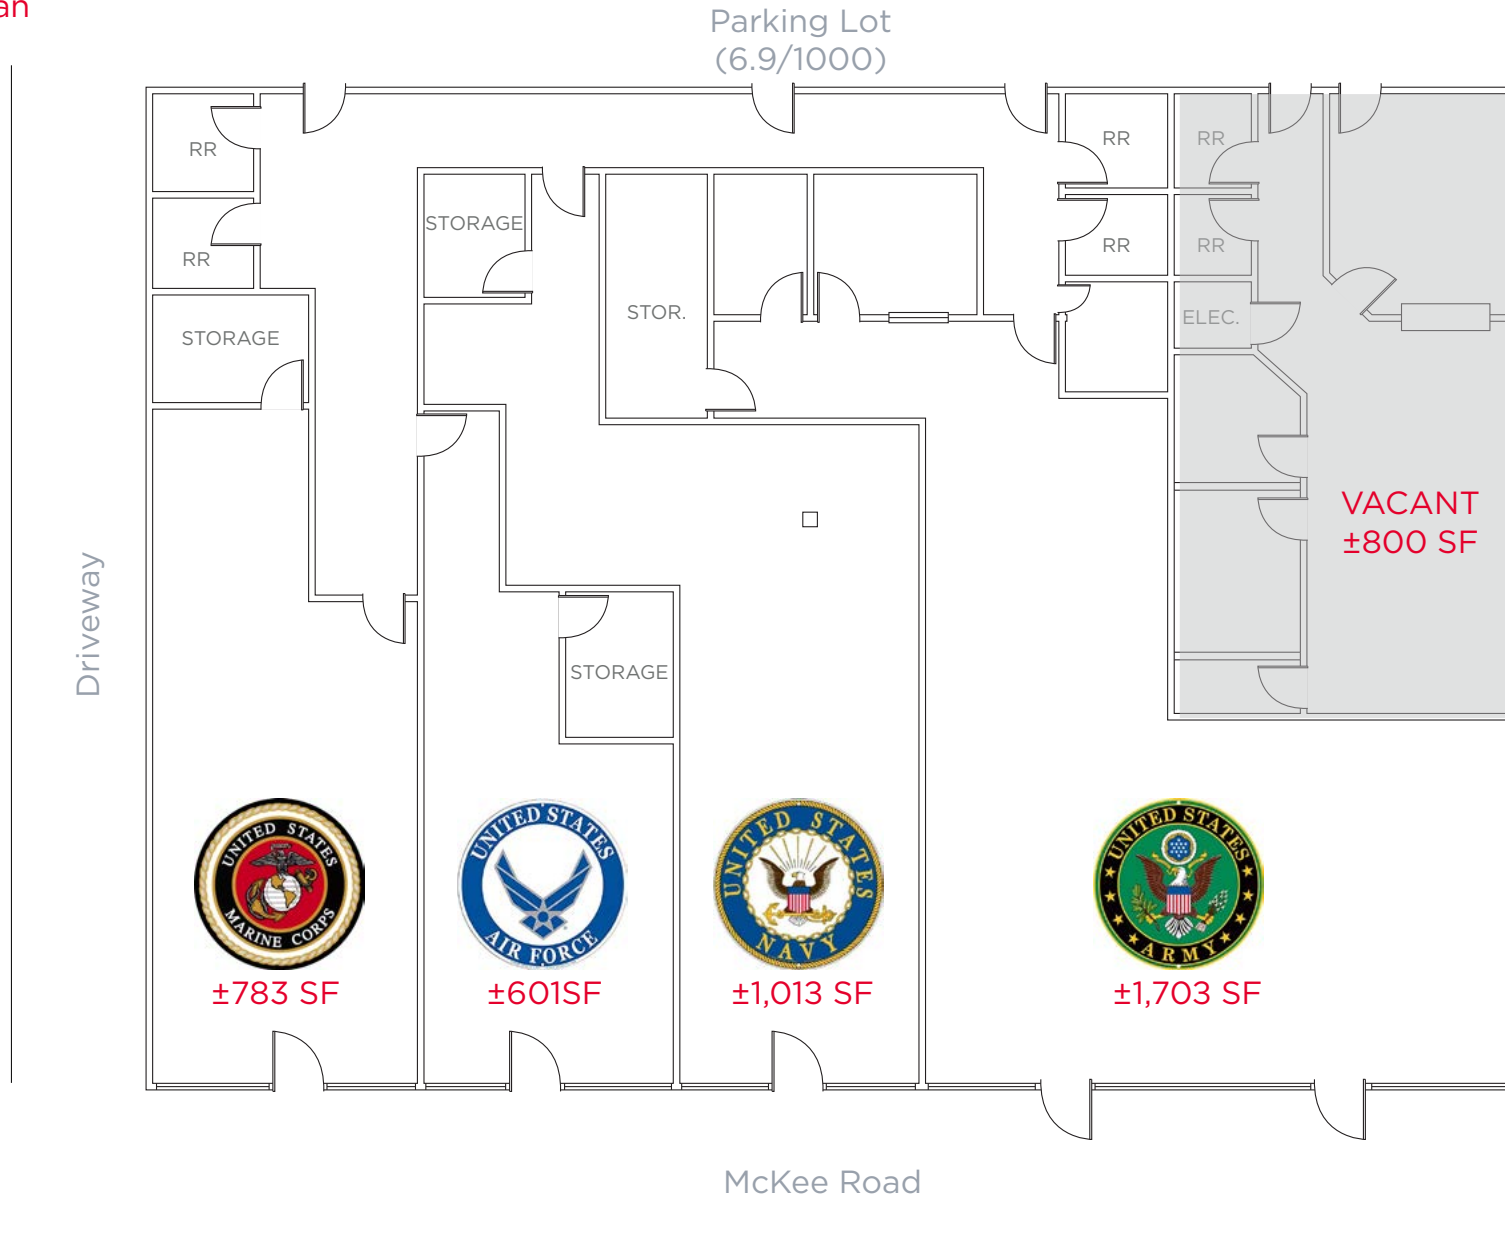 an
Parking Lot
(6.9/1000)
RR
RR
RR
RR
STORAGE
RR
RR
RR
STOR.
ELEC.
STORAGE
VACANT
±800 SF
Driveway
STORAGE
UNITED STATES
MARINE CORPS
±783 SF
UNITED STATES
AIR FORCE
±601SF
UNITED STATES
NAVY
±1,013 SF
UNITED STATES
ARMY
±1,703 SF
McKee Road